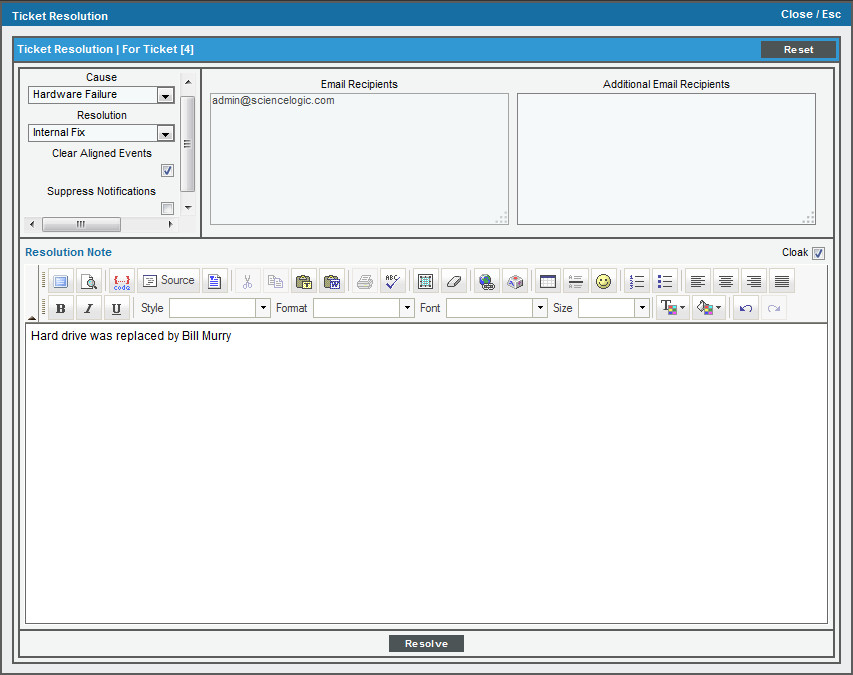 Ticket Resolution
Close / Esc
Ticket Resolution | For Ticket [4]
Reset
Cause
Hardware Failure
Resolution
Internal Fix
Clear Aligned Events
Suppress Notifications
Email Recipients
admin@sciencelogic.com
Additional Email Recipients
Resolution Note
Cloak
{...} code
Source
T
W
ABC
B I U Style Format Font Size T
Hard drive was replaced by Bill Murry
Resolve